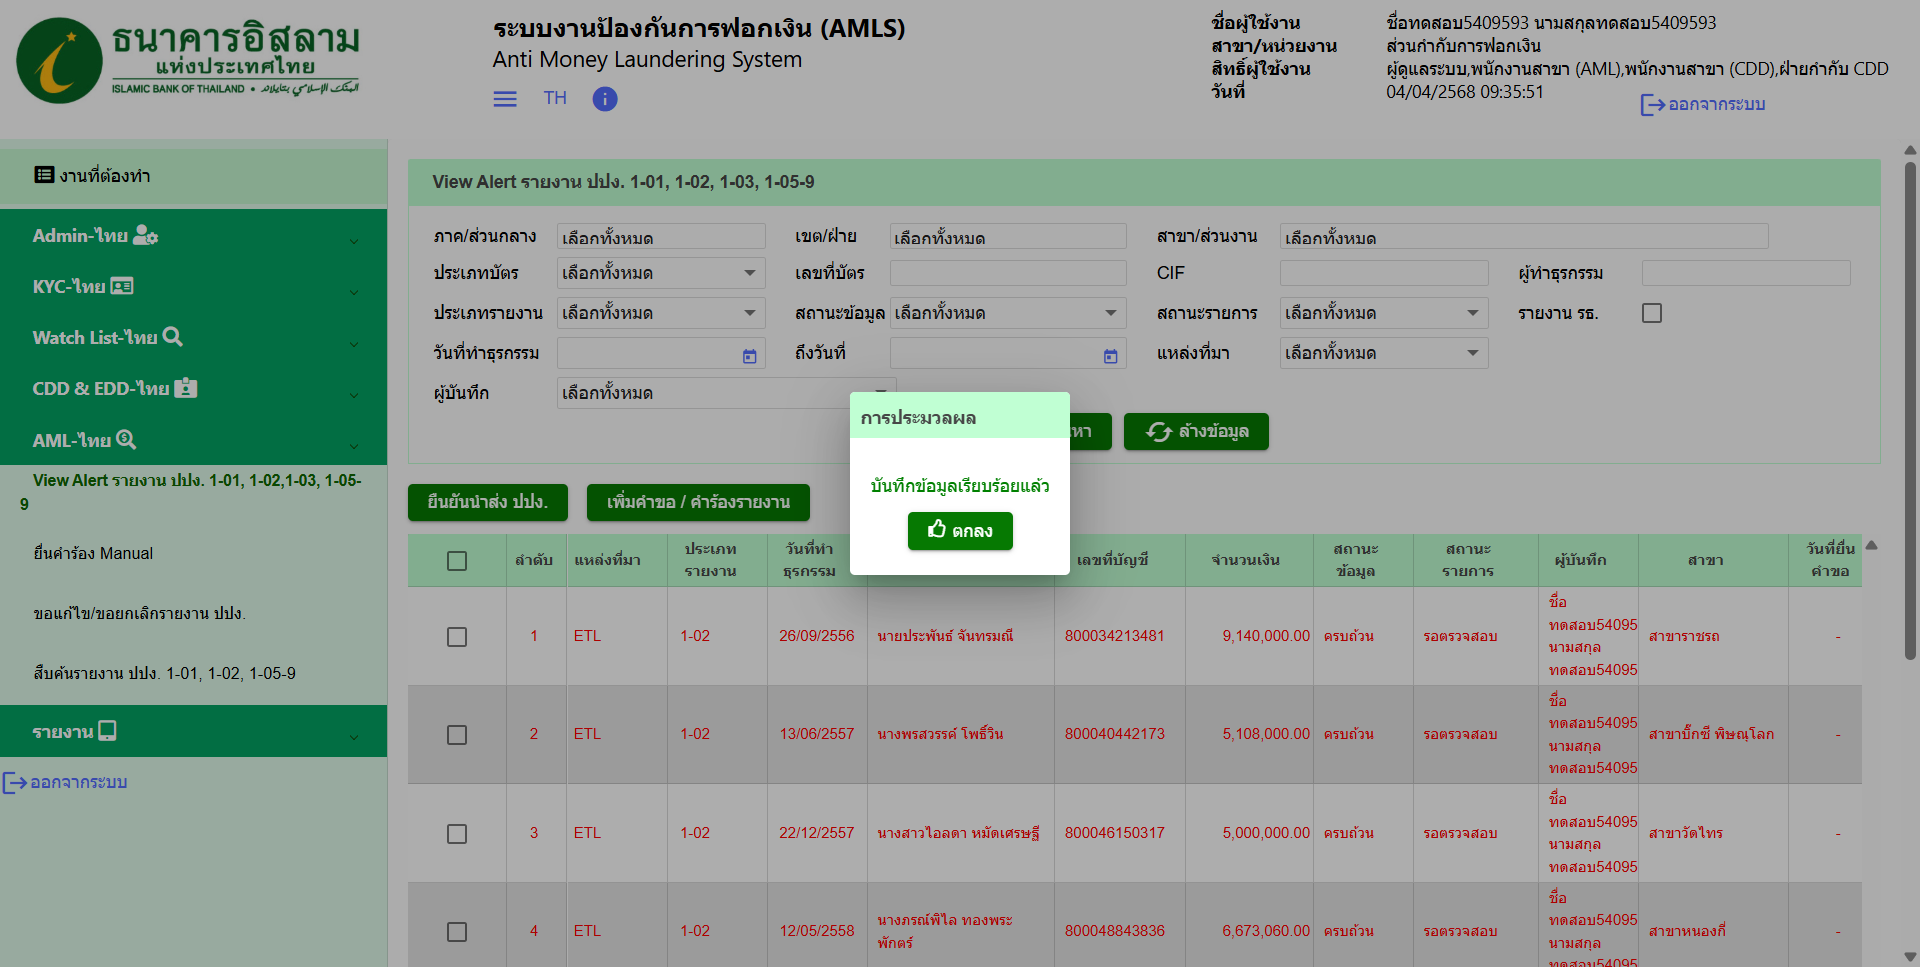 ธนาคารอิสลาม
แห่งประเทศไทย
ISLAMIC BANK OF THAILAND •
ระบบงานป้องกันการฟอกเงิน (AMLS)
Anti Money Laundering System
TH
ชื่อผู้ใช้งาน ชื่อทดสอบ5409593 นามสกุลทดสอบ5409593
สาขา/หน่วยงาน ส่วนกำกับการฟอกเงิน
สิทธิ์ผู้ใช้งาน ผู้ดูแลระบบ,พนักงานสาขา (AML),พนักงานสาขา (CDD),ฝ่ายกำกับ CDD
วันที่ 04/04/2568 09:35:51
ออกจากระบบ
งานที่ต้องทำ
Admin-ไทย
KYC-ไทย
Watch List-ไทย
CDD & EDD-ไทย
AML-ไทย
View Alert รายงาน ปปง. 1-01, 1-02,1-03, 1-05-
9
ยื่นคำร้อง Manual
ขอแก้ไข/ขอยกเลิกรายงาน ปปง.
สืบค้นรายงาน ปปง. 1-01, 1-02, 1-05-9
รายงาน
ออกจากระบบ
View Alert รายงาน ปปง. 1-01, 1-02, 1-03, 1-05-9
ภาค/ส่วนกลาง เลือกทั้งหมด เขต/ฝ่าย เลือกทั้งหมด สาขา/ส่วนงาน เลือกทั้งหมด
ประเภทบัตร เลือกทั้งหมด เลขที่บัตร CIF ผู้ทำธุรกรรม
ประเภทรายงาน เลือกทั้งหมด สถานะข้อมูล เลือกทั้งหมด สถานะรายการ เลือกทั้งหมด รายงาน รธ.
วันที่ทำธุรกรรม ถึงวันที่ แหล่งที่มา เลือกทั้งหมด
ผู้บันทึก เลือกทั้งหมด
หา ล้างข้อมูล
การประมวลผล
บันทึกข้อมูลเรียบร้อยแล้ว
ตกลง
ยืนยันนำส่ง ปปง. เพิ่มคำขอ / คำร้องรายงาน
ลำดับ แหล่งที่มา ประเภท วันที่ทำ เลขที่บัญชี จำนวนเงิน สถานะ สถานะ ผู้บันทึก สาขา วันที่ยื่น
รายงาน ธุรกรรม ข้อมูล รายการ คำขอ
ชื่อ
ทดสอบ54095
1 ETL 1-02 26/09/2556 นายประพันธ์ จันทรมณี 800034213481 9,140,000.00 ครบถ้วน รอตรวจสอบ สาขาราชรถ -
นามสกุล
ทดสอบ54095
ชื่อ
ทดสอบ54095
2 ETL 1-02 13/06/2557 นางพรสวรรค์ โพธิ์วิน 800040442173 5,108,000.00 ครบถ้วน รอตรวจสอบ สาขาบิ๊กซี พิษณุโลก -
นามสกุล
ทดสอบ54095
ชื่อ
ทดสอบ54095
3 ETL 1-02 22/12/2557 นางสาวไอลดา หมัดเศรษฐี 800046150317 5,000,000.00 ครบถ้วน รอตรวจสอบ สาขาวัดไทร -
นามสกุล
ทดสอบ54095
ชื่อ
ทดสอบ54095
4 ETL 1-02 12/05/2558 นางภรณ์พิไล ทองพระ 800048843836 6,673,060.00 ครบถ้วน รอตรวจสอบ สาขาหนองกี่ -
พักตร์
นามสกุล
ทดสอบ54095